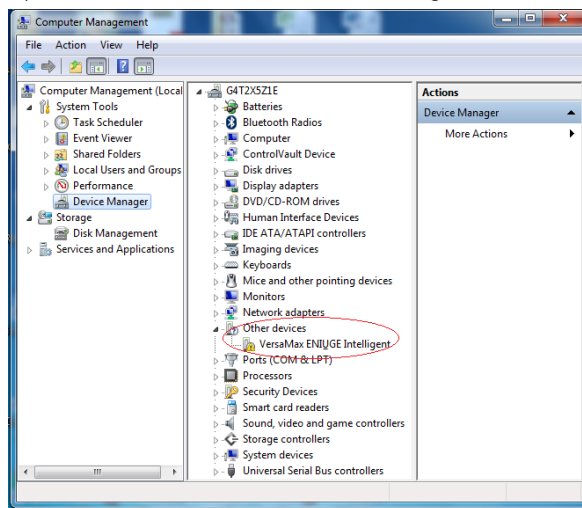 Computer Management
File Action View Help
Computer Management (Local
System Tools
Task Scheduler
Event Viewer
Shared Folders
Local Users and Groups
Performance
Device Manager
Storage
Disk Management
Services and Applications
G4T2X5Z1E
Batteries
Bluetooth Radios
Computer
ControlVault Device
Disk drives
Display adapters
DVD/CD-ROM drives
Human Interface Devices
IDE ATA/ATAPI controllers
Imaging devices
Keyboards
Mice and other pointing devices
Monitors
Network adapters
Other devices
VersaMax ENIUGE Intelligent
Ports (COM & LPT)
Processors
Security Devices
Smart card readers
Sound, video and game controllers
Storage controllers
System devices
Universal Serial Bus controllers
Actions
Device Manager
More Actions